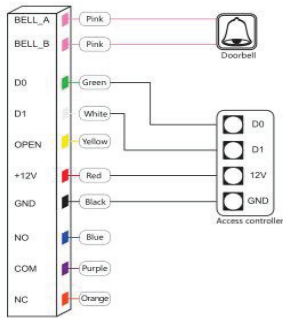 BELL_A Pink
BELL_B Pink
Doorbell
D0 Green
D1 White
OPEN Yellow
+12V Red
GND Black
NO Blue
COM Purple
NC Orange
D0
D1
12V
GND
Access controller